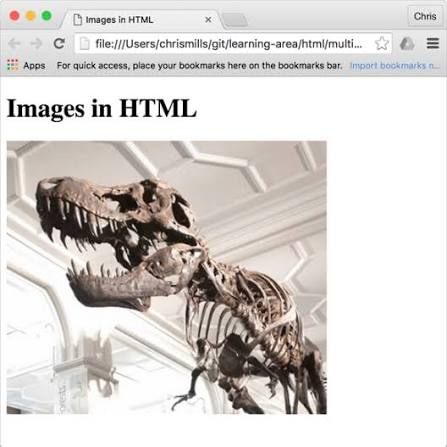 Images in HTML
Chris
file:///Users/chrismills/git/learning-area/html/multi...
Apps
For quick access, place your bookmarks here on the bookmarks bar.
Import bookmarks n...
Images in HTML